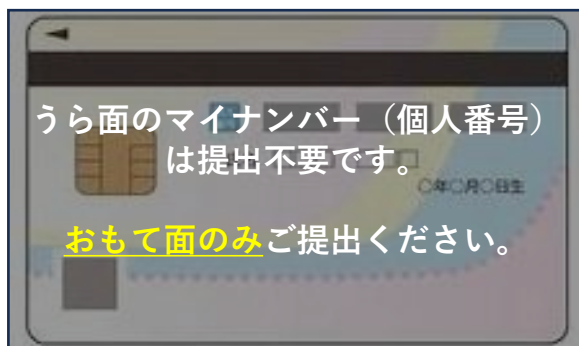 うら面のマイナンバー（個人番号）
は提出不要です。
○年○月○日生
おもて面のみご提出ください。